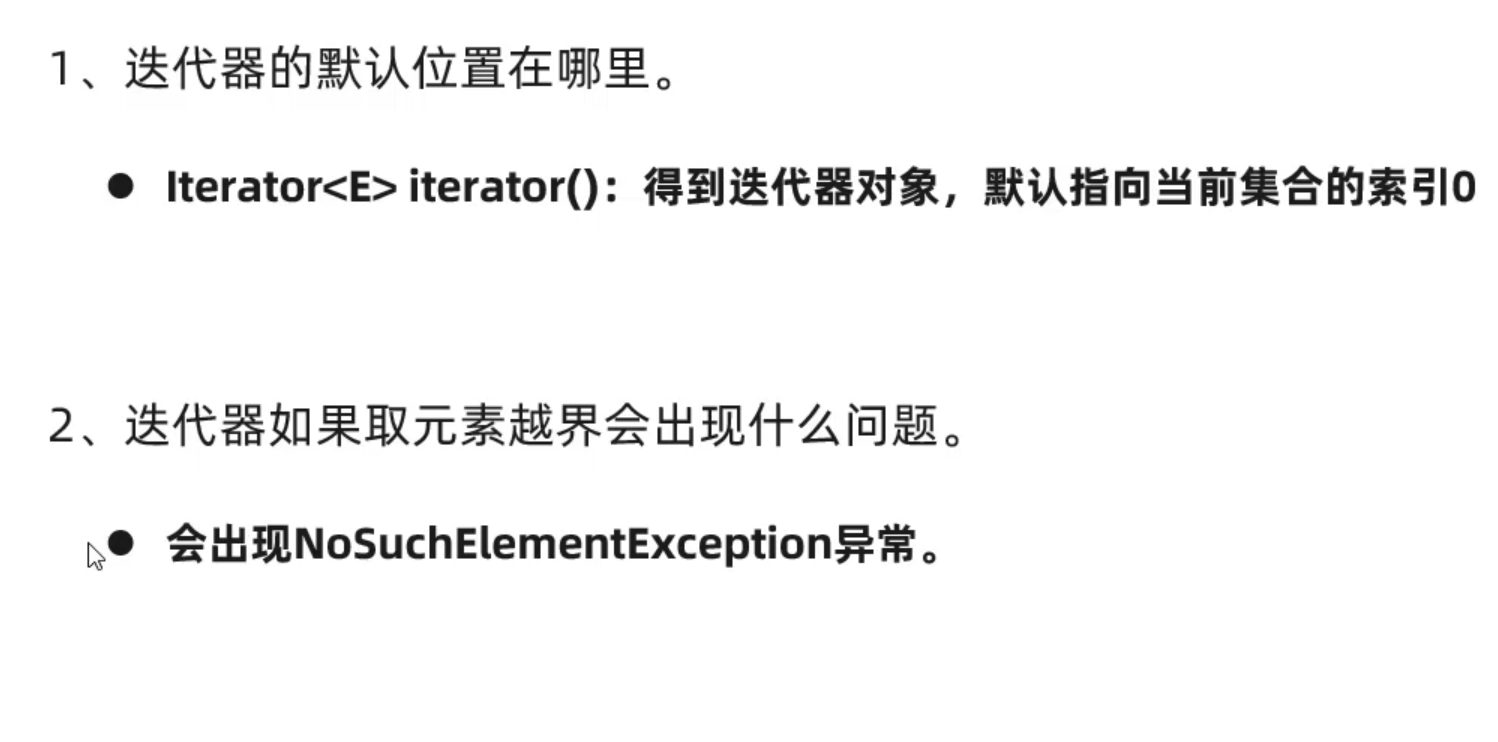 1、迭代器的默认位置在哪里。
● Iterator<E> iterator()：得到迭代器对象，默认指向当前集合的索引0
2、迭代器如果取元素越界会出现什么问题。
● 会出现NoSuchElementException异常。